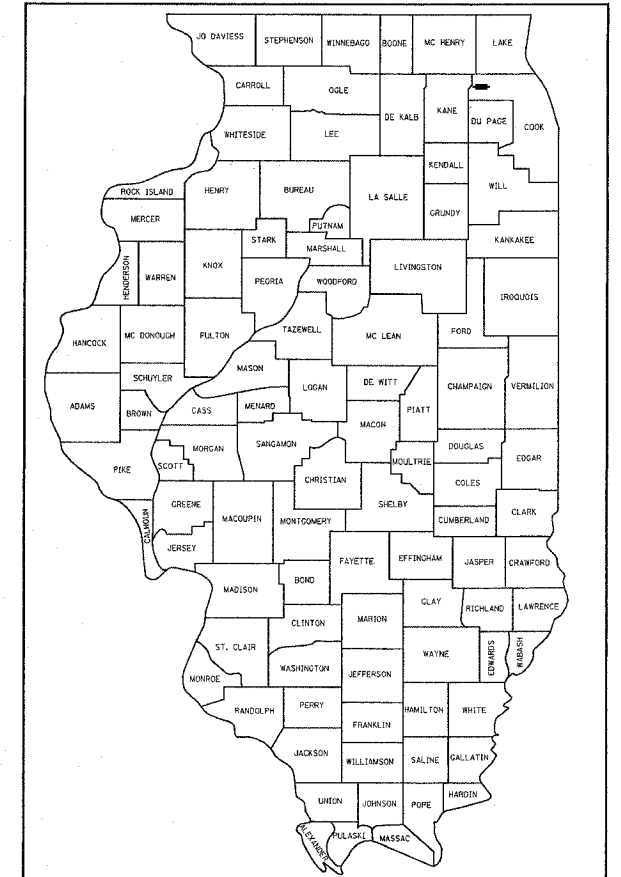 JO DAVIESS
STEPHENSON
WINNEBAGO
BOONE
MC HENRY
LAKE
CARROLL
OGLE
DE KALB
KANE
DU PAGE
COOK
WHITESIDE
LEE
KENDALL
WILL
ROCK ISLAND
HENRY
BUREAU
LA SALLE
GRUNDY
MERCER
PUTNAM
KANKAKEE
STARK
MARSHALL
HENDERSON
WARREN
KNOX
PEORIA
WOODFORD
LIVINGSTON
IROQUOIS
HANCOCK
MC DONOUGH
FULTON
TAZEWELL
MC LEAN
FORD
MASON
SCHUYLER
LOGAN
DE WITT
CHAMPAIGN
VERMILION
ADAMS
BROWN
CASS
MENARD
MACON
PIATT
MORGAN
SANGAMON
DOUGLAS
EDGAR
PIKE
SCOTT
CHRISTIAN
MOULTRIE
COLES
CALHOUN
GREENE
MACOUPIN
MONTGOMERY
SHELBY
CUMBERLAND
CLARK
JERSEY
FAYETTE
EFFINGHAM
JASPER
CRAWFORD
MADISON
BOND
CLAY
RICHLAND
LAWRENCE
CLINTON
MARION
ST. CLAIR
WAYNE
EDWARDS
WABASH
MONROE
WASHINGTON
JEFFERSON
RANDOLPH
PERRY
HAMILTON
WHITE
FRANKLIN
JACKSON
WILLIAMSON
SALINE
GALLATIN
UNION
JOHNSON
POPE
HARDIN
ALEXANDER
PULASKI
MASSAC